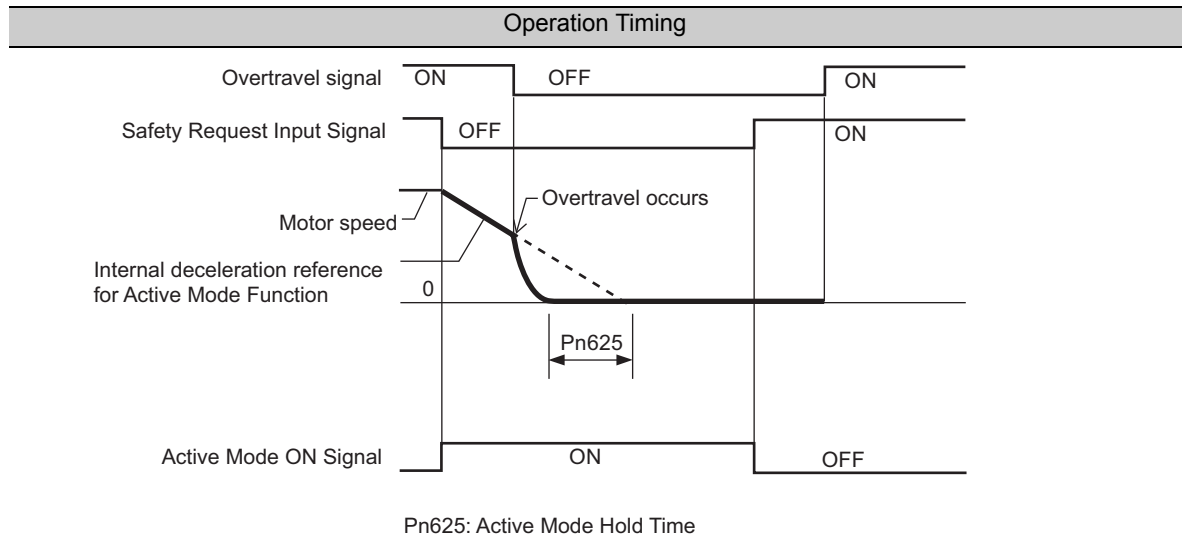 Operation Timing
Overtravel signal
ON
OFF
ON
Safety Request Input Signal
OFF
ON
Overtravel occurs
Motor speed
Internal deceleration reference
for Active Mode Function
0
Pn625
Active Mode ON Signal
ON
OFF
Pn625: Active Mode Hold Time